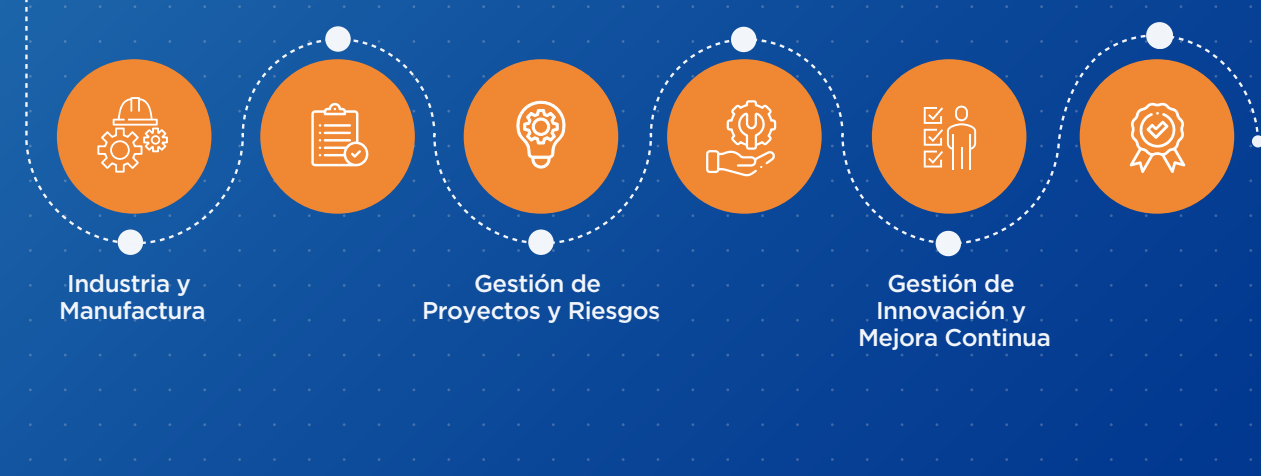 Industria y
Manufactura
Gestión de
Proyectos y Riesgos
Gestión de
Innovación y
Mejora Continua